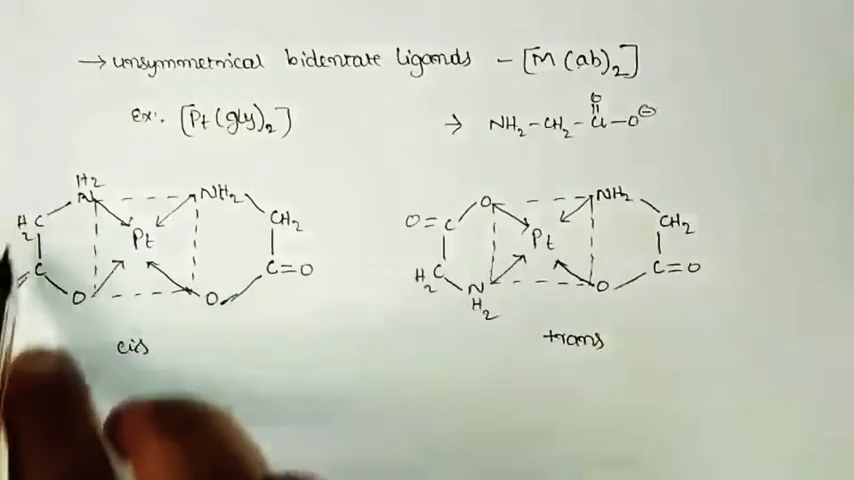 → unsymmetrical bidentate ligands - [M(ab)₂]
Ex:. [Pt(gly)₂] → NH₂-CH₂-C-O⊖
O
H₂
N NH₂ O NH₂
H₂C CH₂ O=C CH₂
Pt Pt
C C=O H₂C C=O
O O N O
H₂
cis trans